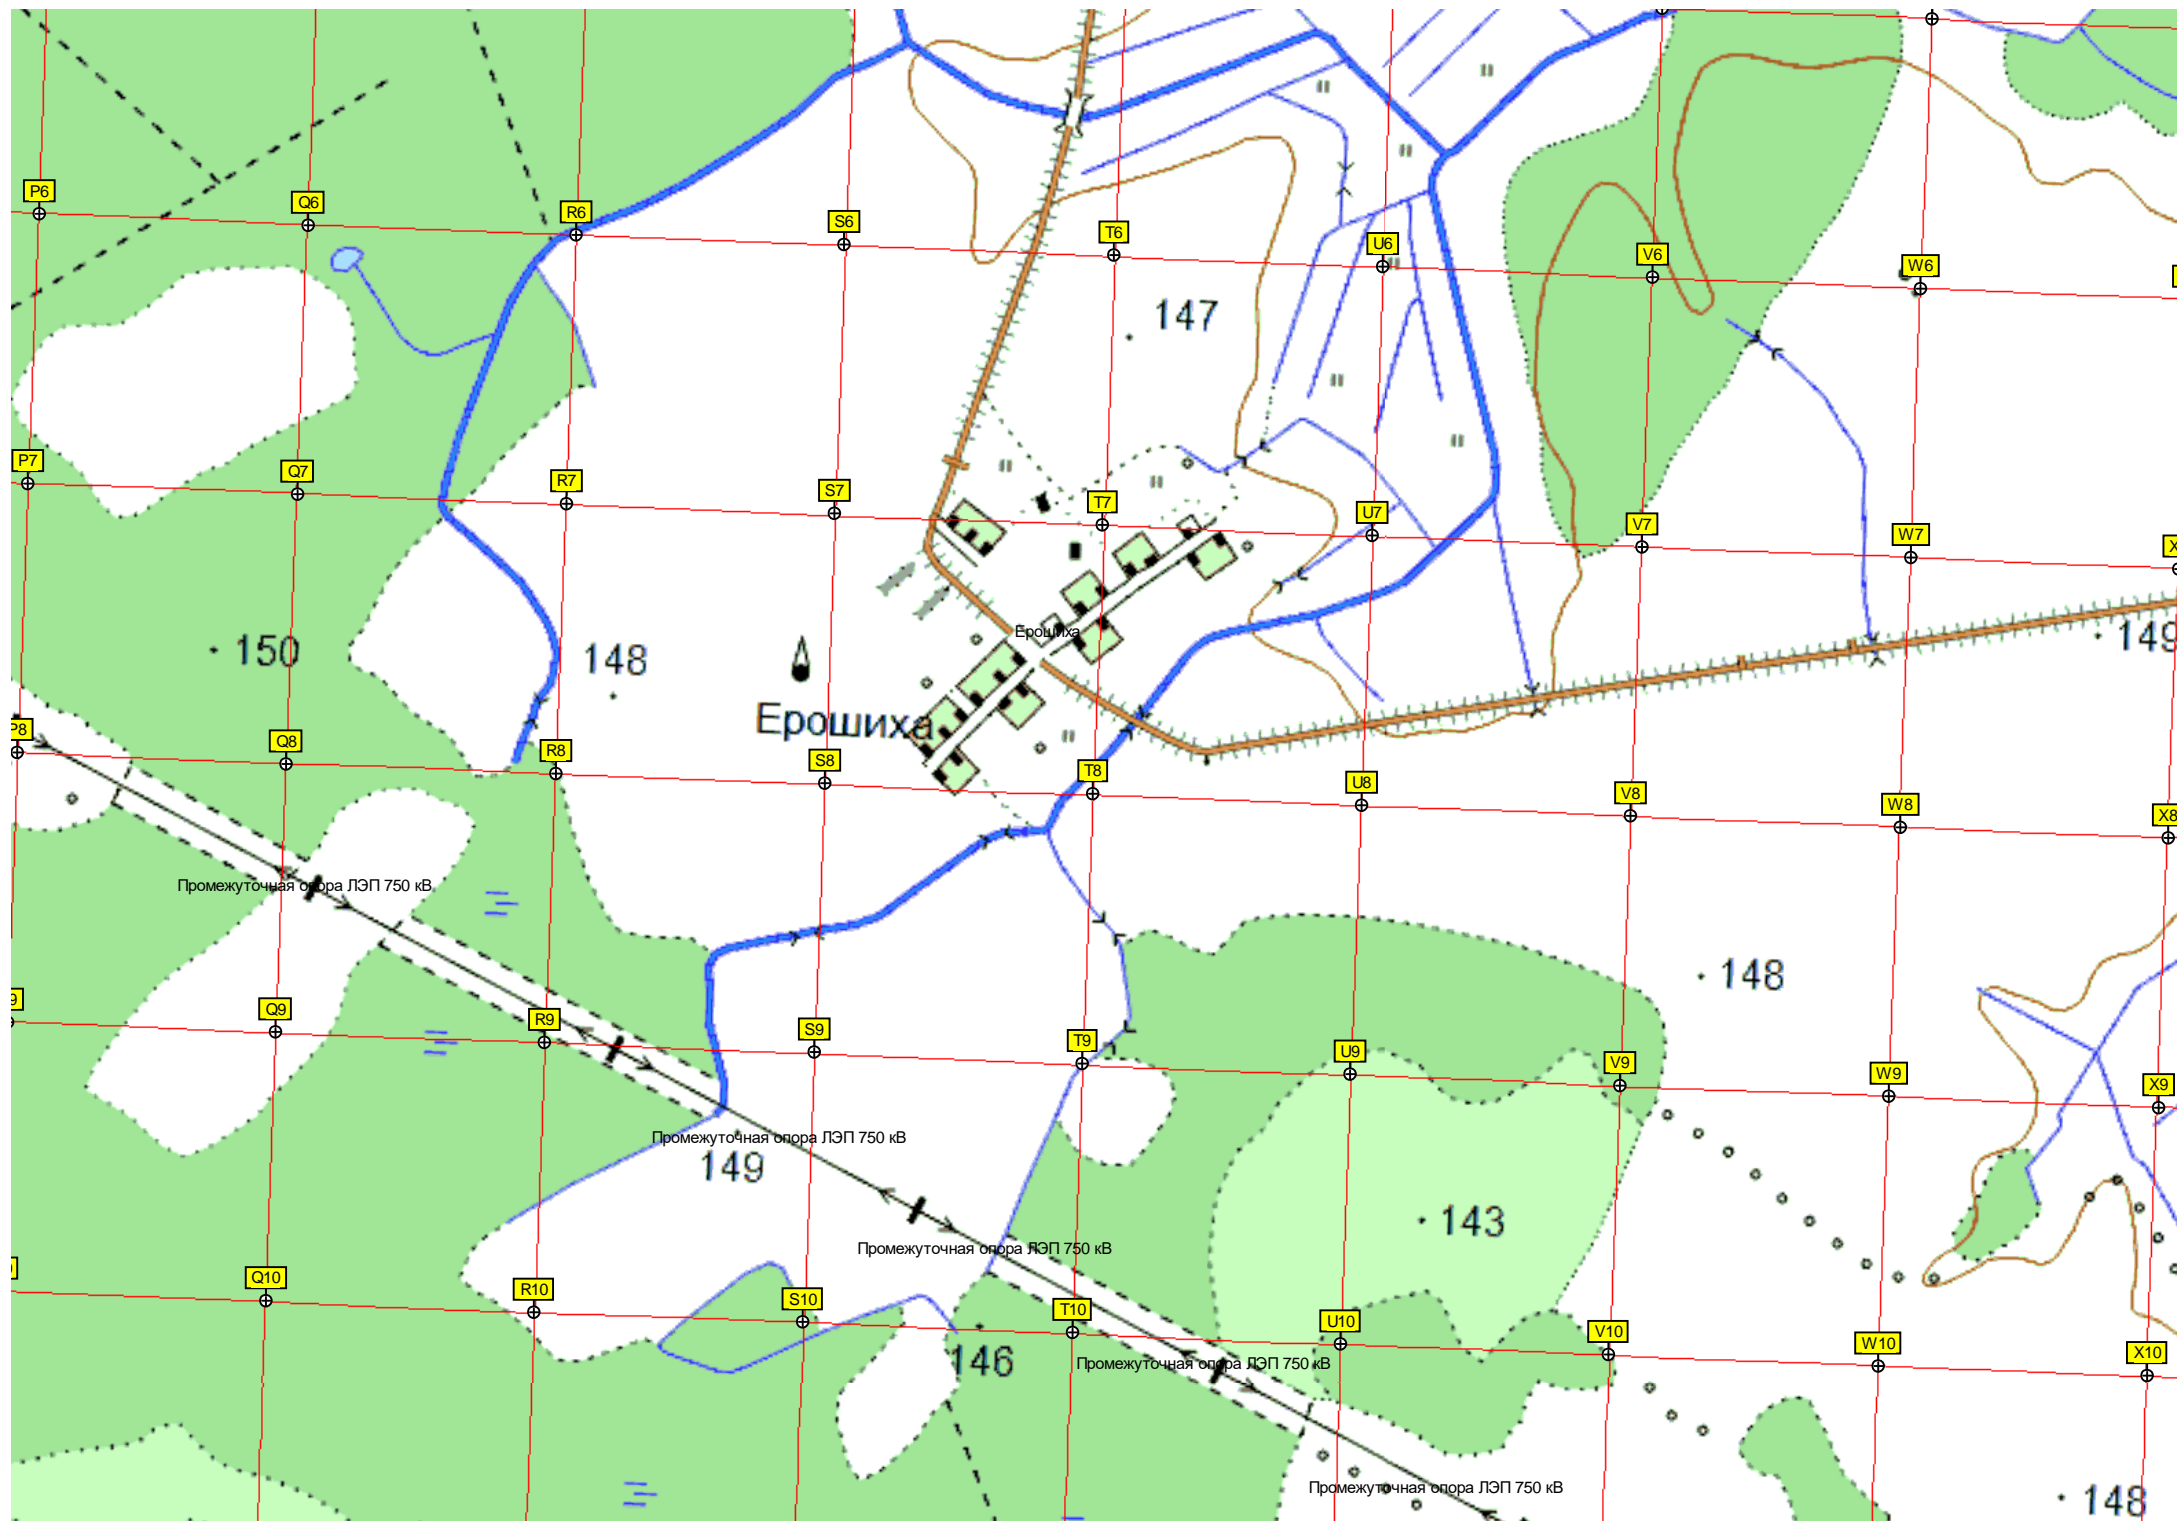 P6
Q6
R6
S6
T6
U6
V6
W6
147
P7
Q7
R7
S7
T7
U7
V7
W7
X
150
148
Ерошиха
149
Ерошиха
P8
Q8
R8
S8
T8
U8
V8
W8
X8
Промежуточная опора ЛЭП 750 кВ
148
9
Q9
R9
S9
T9
U9
V9
W9
X9
Промежуточная опора ЛЭП 750 кВ
149
143
Промежуточная опора ЛЭП 750 кВ
Q10
R10
S10
T10
U10
V10
W10
X10
146
Промежуточная опора ЛЭП 750 кВ
Промежуточная опора ЛЭП 750 кВ
148